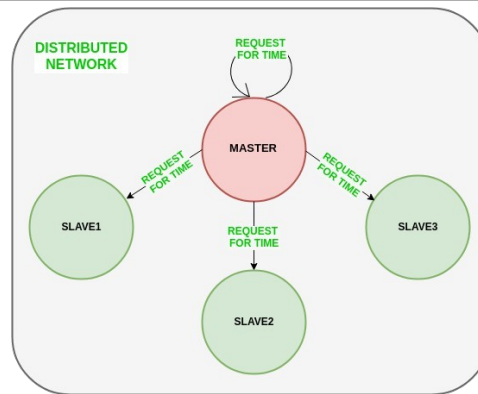 DISTRIBUTED
NETWORK
REQUEST
FOR TIME
MASTER
REQUEST
FOR TIME
REQUEST
FOR TIME
SLAVE1
REQUEST
FOR TIME
SLAVE3
SLAVE2